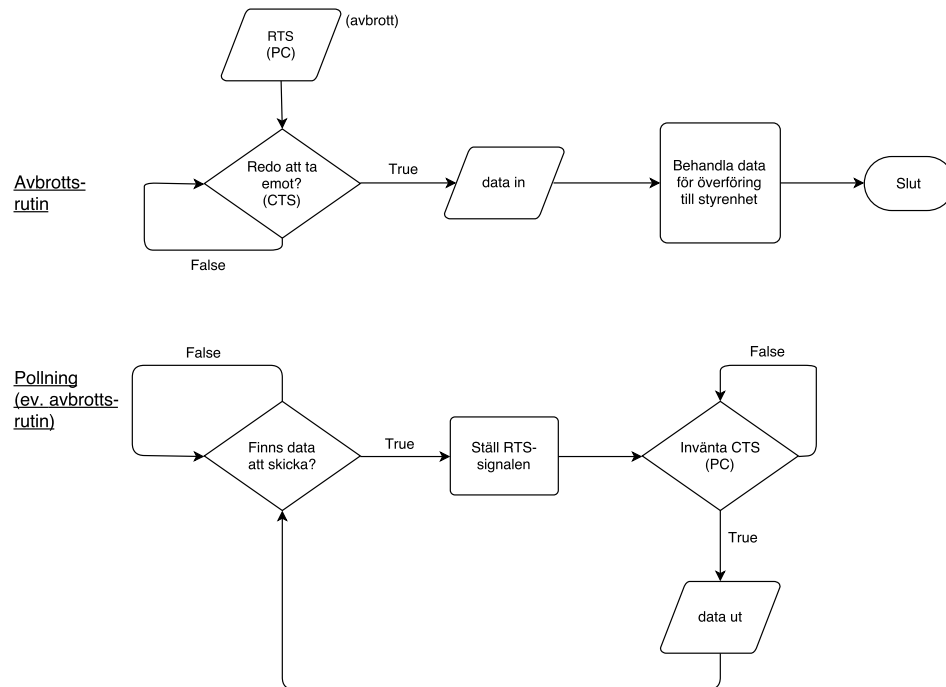 RTS
(PC)
(avbrott)
Avbrotts-
rutin
Redo att ta
emot?
(CTS)
True
False
data in
Behandla data
för överföring
till styrenhet
Slut
Pollning
(ev. avbrotts-
rutin)
False
Finns data
att skicka?
True
Ställ RTS-
signalen
False
Invänta CTS
(PC)
True
data ut